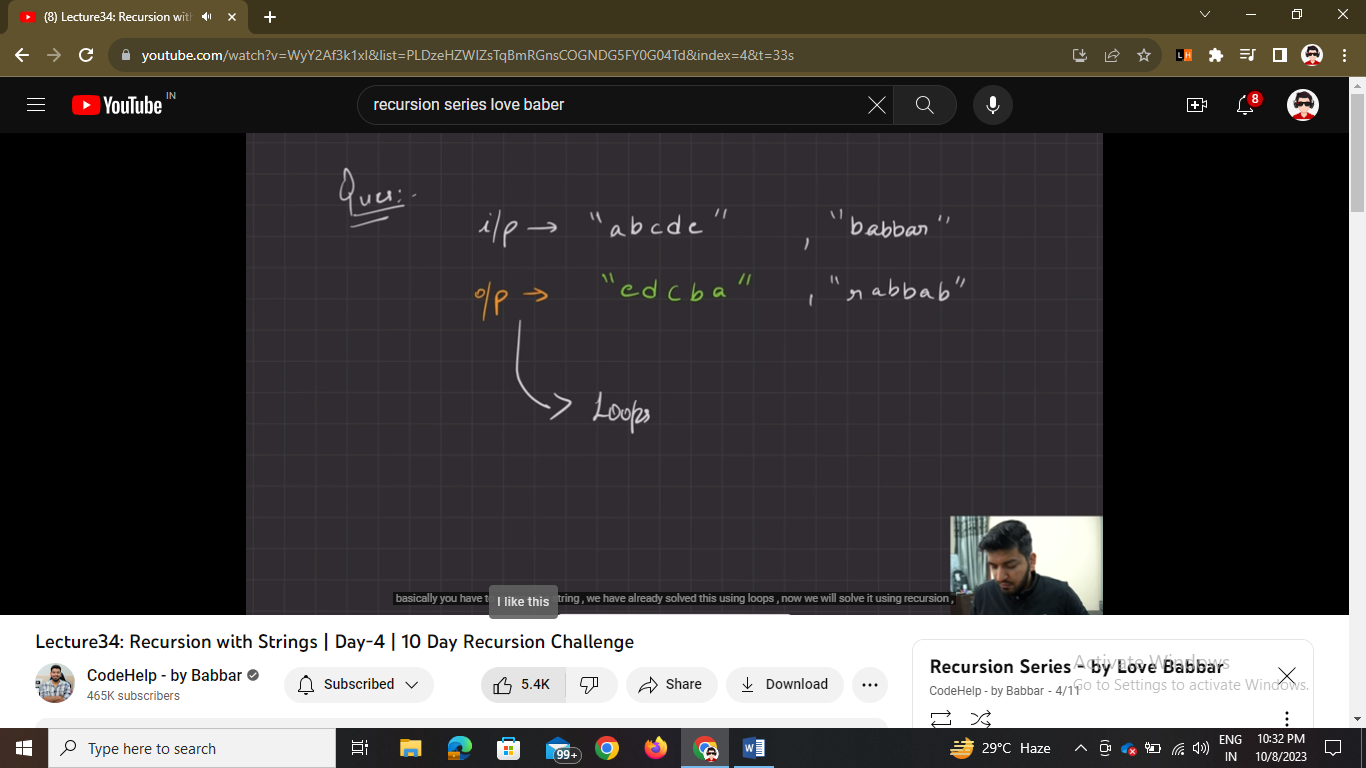 (8) Lecture34: Recursion with
youtube.com/watch?v=WyY2Af3k1xI&list=PLDzeHZWIZsTqBmRGnsCOGNDG5FY0G04Td&index=4&t=33s
LH
YouTube IN
recursion series love baber
8
Ques:-
i/p → "abcde" , "babbar"
o/p → "edcba" , "rabbab"
Loops
basically you have tring , we have already solved this using loops , now we will solve it using recursion ,
I like this
Lecture34: Recursion with Strings | Day-4 | 10 Day Recursion Challenge
CodeHelp - by Babbar
465K subscribers
Subscribed
5.4K
Share
Download
Recursion Series - by Love Babbar
CodeHelp - by Babbar - 4/11
Activate Windows
Go to Settings to activate Windows.
Type here to search
99+
29°C Haze
ENG
IN
10:32 PM
10/8/2023